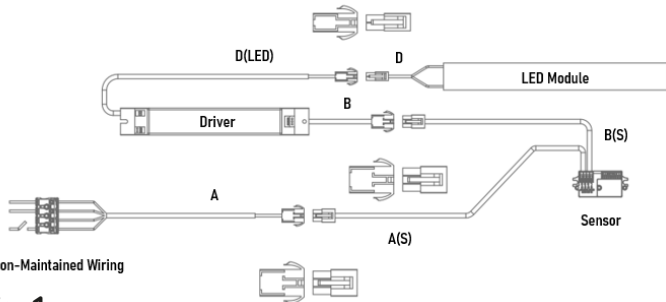 D(LED)
D
LED Module
B
Driver
B(S)
A
Sensor
A(S)
on-Maintained Wiring